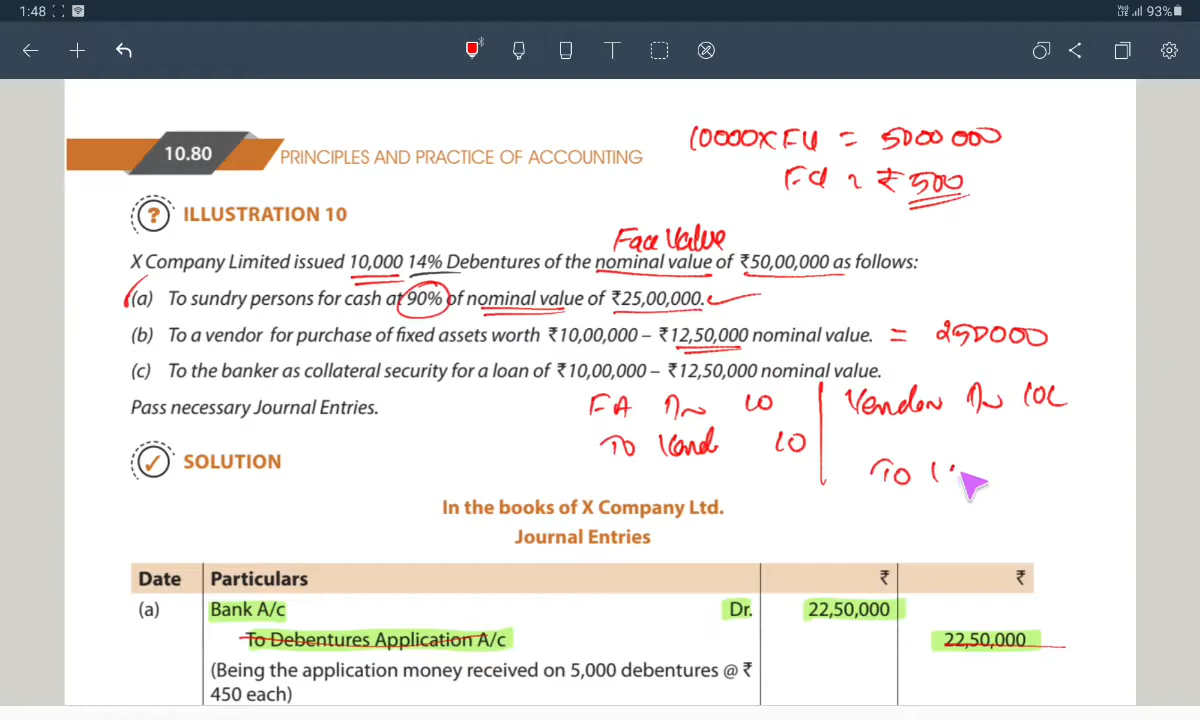 1:48 93%
T
10000 X FV = 5000 000
10.80 PRINCIPLES AND PRACTICE OF ACCOUNTING
₹ 500
? ILLUSTRATION 10
Face Value
X Company Limited issued 10,000 14% Debentures of the nominal value of ₹50,00,000 as follows:
(a) To sundry persons for cash at 90% of nominal value of ₹25,00,000.
(b) To a vendor for purchase of fixed assets worth ₹10,00,000 – ₹12,50,000 nominal value. = 250000
(c) To the banker as collateral security for a loan of ₹10,00,000 – ₹12,50,000 nominal value.
Pass necessary Journal Entries.
FA Dr 10 Vendor Dr 10L
To Vend 10
To
SOLUTION
In the books of X Company Ltd.
Journal Entries
Date Particulars ₹ ₹
(a) Bank A/c Dr. 22,50,000
To Debentures Application A/c 22,50,000
(Being the application money received on 5,000 debentures @ ₹
450 each)